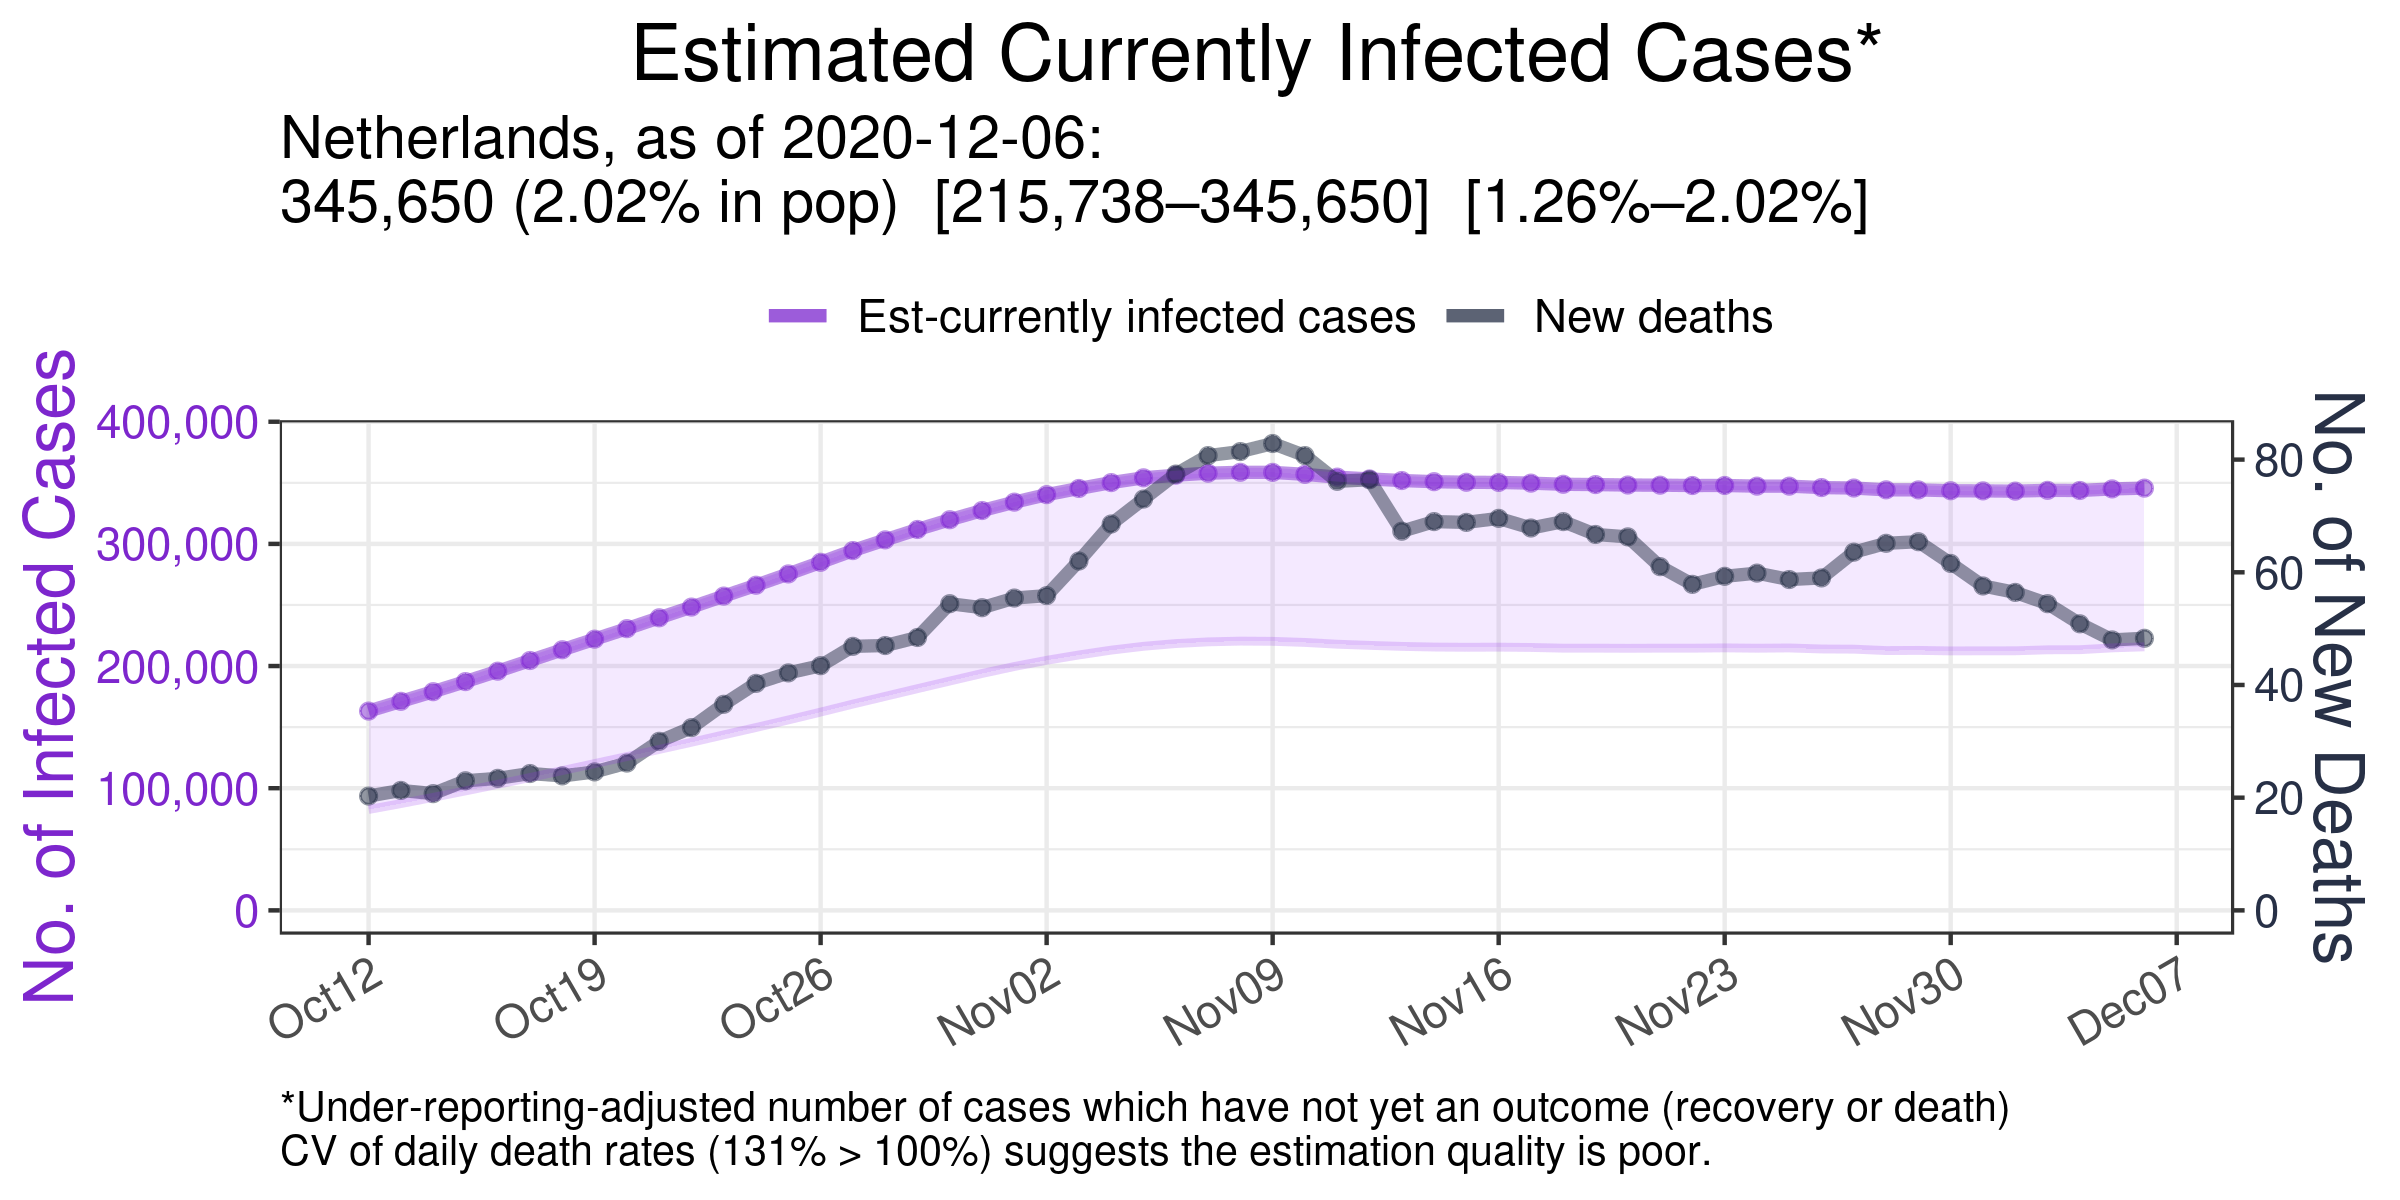 Estimated Currently Infected Cases*
Netherlands, as of 2020-12-06:
345,650 (2.02% in pop)  [215,738–345,650]  [1.26%–2.02%]
Est-currently infected cases
New deaths
No. of Infected Cases
400,000
300,000
200,000
100,000
0
80
60
40
20
0
No. of New Deaths
Oct12
Oct19
Oct26
Nov02
Nov09
Nov16
Nov23
Nov30
Dec07
*Under-reporting-adjusted number of cases which have not yet an outcome (recovery or death)
CV of daily death rates (131% > 100%) suggests the estimation quality is poor.